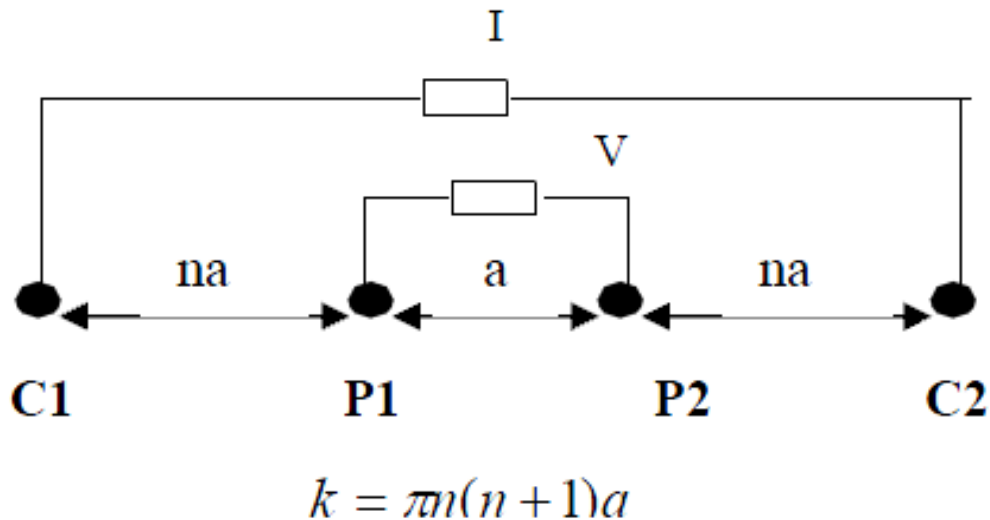 I
V
na a na
C1 P1 P2 C2
k = πn(n + 1)a